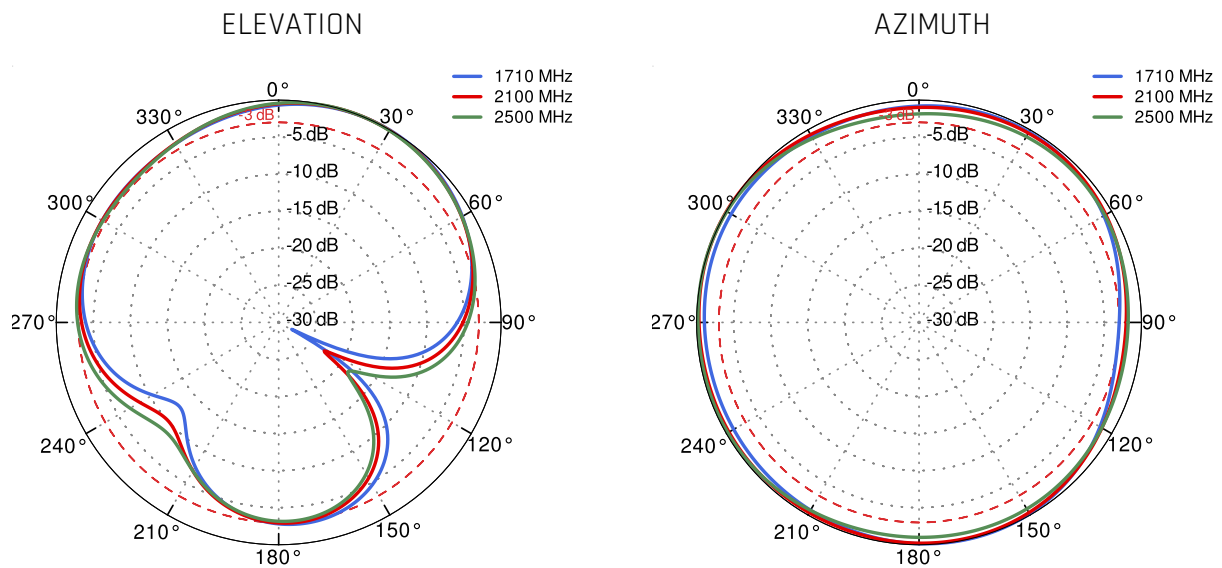 ELEVATION
1710 MHz
2100 MHz
2500 MHz
0°
-3 dB
330°
30°
-5 dB
-10 dB
300°
60°
-15 dB
-20 dB
-25 dB
270°
-30 dB
90°
240°
120°
210°
150°
180°
AZIMUTH
1710 MHz
2100 MHz
2500 MHz
0°
-3 dB
330°
30°
-5 dB
-10 dB
300°
60°
-15 dB
-20 dB
-25 dB
270°
-30 dB
90°
240°
120°
210°
150°
180°